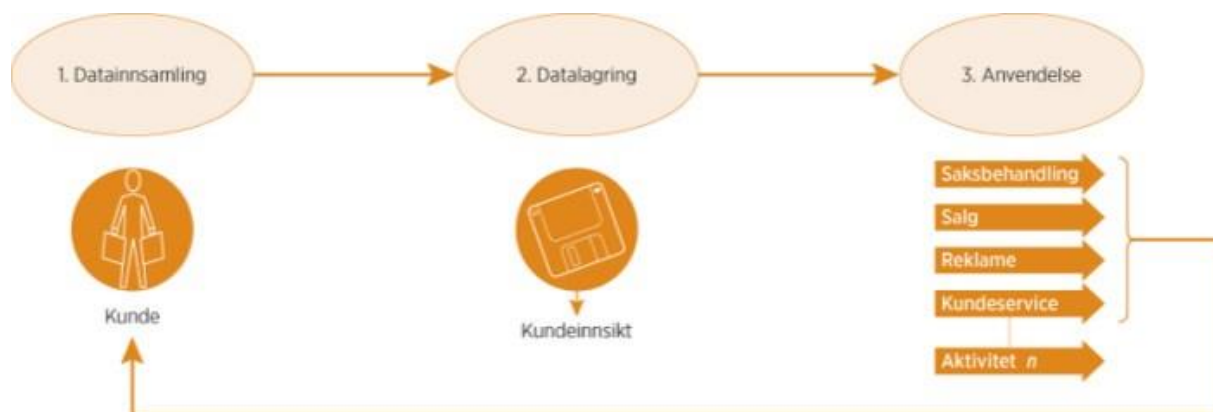 1. Datainnsamling
2. Datalagring
3. Anvendelse
Kunde
Kundeinnsikt
Saksbehandling
Salg
Reklame
Kundeservice
Aktivitet n